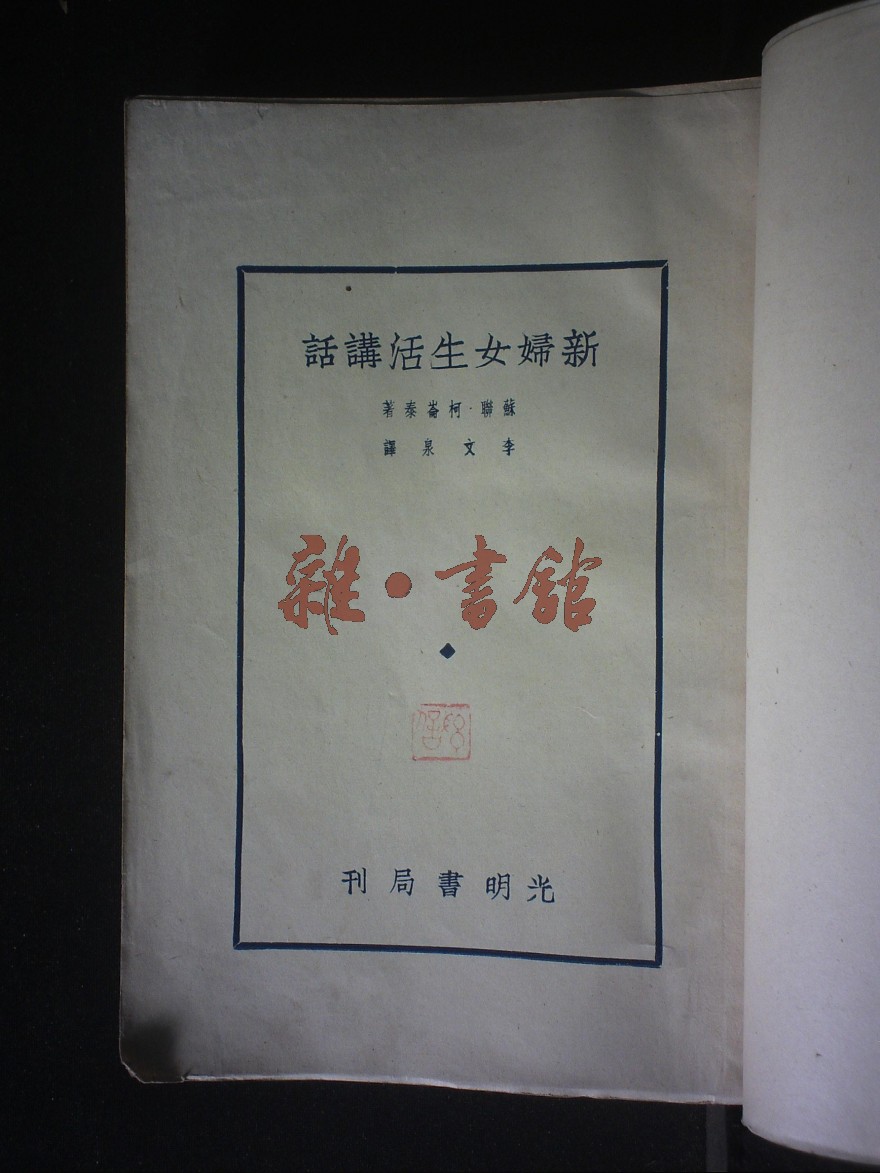 新婦女生活講話
蘇聯·柯崙泰著
李文泉譯
雜·書館
光明書局刊